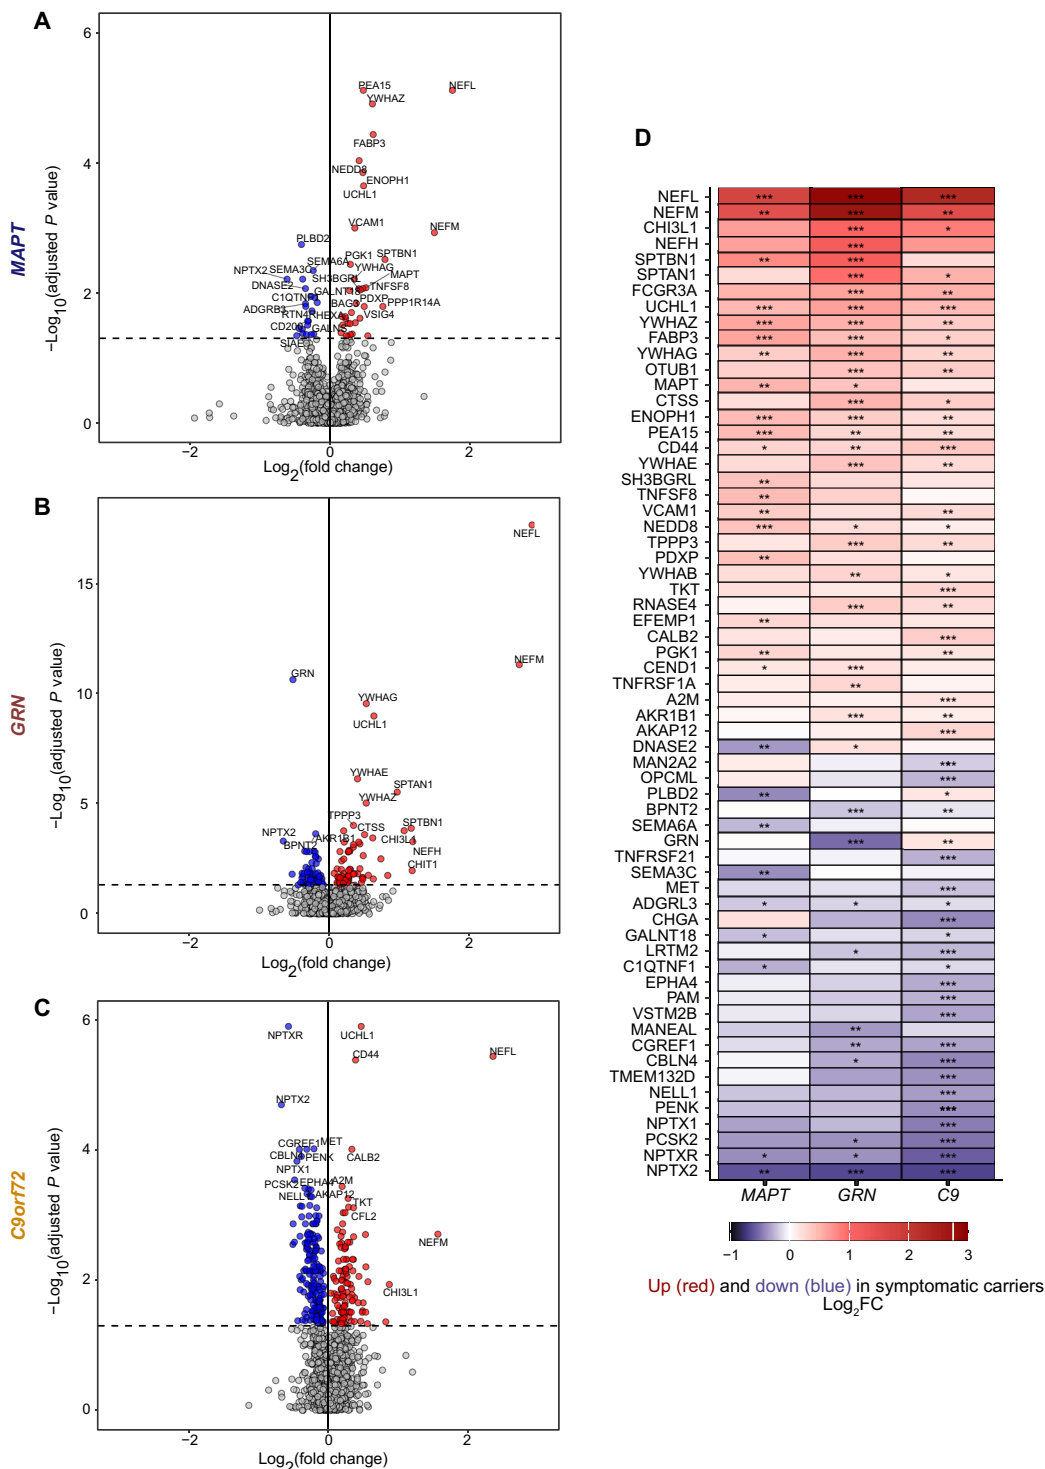 A
6
4
2
0
−2
0
2
MAPT
−Log10(adjusted P value)
Log2(fold change)
PEA15
NEFL
YWHAZ
FABP3
NEDD8
ENOPH1
UCHL1
VCAM1
NEFM
PLBD2
SEMA6A
PGK1
SPTBN1
NPTX2
SEMA3C
YWHAG
SH3BGRL
MAPT
DNASE2
GALNT18
TNFSF8
C1QTNF1
BAG3
PDXP
PPP1R14A
ADGRB3
RTN4R
HEXA
VSIG4
CD200
GALNS
SIAE
B
15
10
5
0
−2
0
2
GRN
−Log10(adjusted P value)
Log2(fold change)
NEFL
NEFM
GRN
YWHAG
UCHL1
YWHAE
SPTAN1
YWHAZ
TPPP3
CTSS
SPTBN1
NPTX2
AKR1B1
CHI3L1
BPNT2
NEFH
CHIT1
C
6
4
2
0
−2
0
2
C9orf72
−Log10(adjusted P value)
Log2(fold change)
NPTXR
UCHL1
NEFL
CD44
NPTX2
CGREF1
MET
CBLN4
PENK
CALB2
NPTX1
PCSK2
EPHA4
A2M
NELL1
AKAP12
TKT
CFL2
NEFM
CHI3L1
D
NEFL *** *** ***
NEFM ** *** **
CHI3L1 *** *
NEFH ***
SPTBN1 ** ***
SPTAN1 *** *
FCGR3A *** **
UCHL1 *** *** ***
YWHAZ *** *** **
FABP3 *** *** *
YWHAG ** *** **
OTUB1 *** **
MAPT ** *
CTSS *** *
ENOPH1 *** *** **
PEA15 *** ** **
CD44 * ** ***
YWHAE *** **
SH3BGRL **
TNFSF8 **
VCAM1 ** **
NEDD8 *** * *
TPPP3 *** **
PDXP **
YWHAB ** *
TKT ***
RNASE4 *** **
EFEMP1 **
CALB2 ***
PGK1 ** **
CEND1 * ***
TNFRSF1A **
A2M ***
AKR1B1 *** **
AKAP12 ***
DNASE2 ** *
MAN2A2 ***
OPCML ***
PLBD2 ** *
BPNT2 *** **
SEMA6A **
GRN *** **
TNFRSF21 ***
SEMA3C **
MET ***
ADGRL3 * * *
CHGA ***
GALNT18 * *
LRTM2 * ***
C1QTNF1 * *
EPHA4 ***
PAM ***
VSTM2B ***
MANEAL **
CGREF1 ** ***
CBLN4 * ***
TMEM132D ***
NELL1 ***
PENK ***
NPTX1 ***
PCSK2 * ***
NPTXR * * ***
NPTX2 ** *** ***
MAPT GRN C9
−1 0 1 2 3
Up (red) and down (blue) in symptomatic carriers
Log2FC